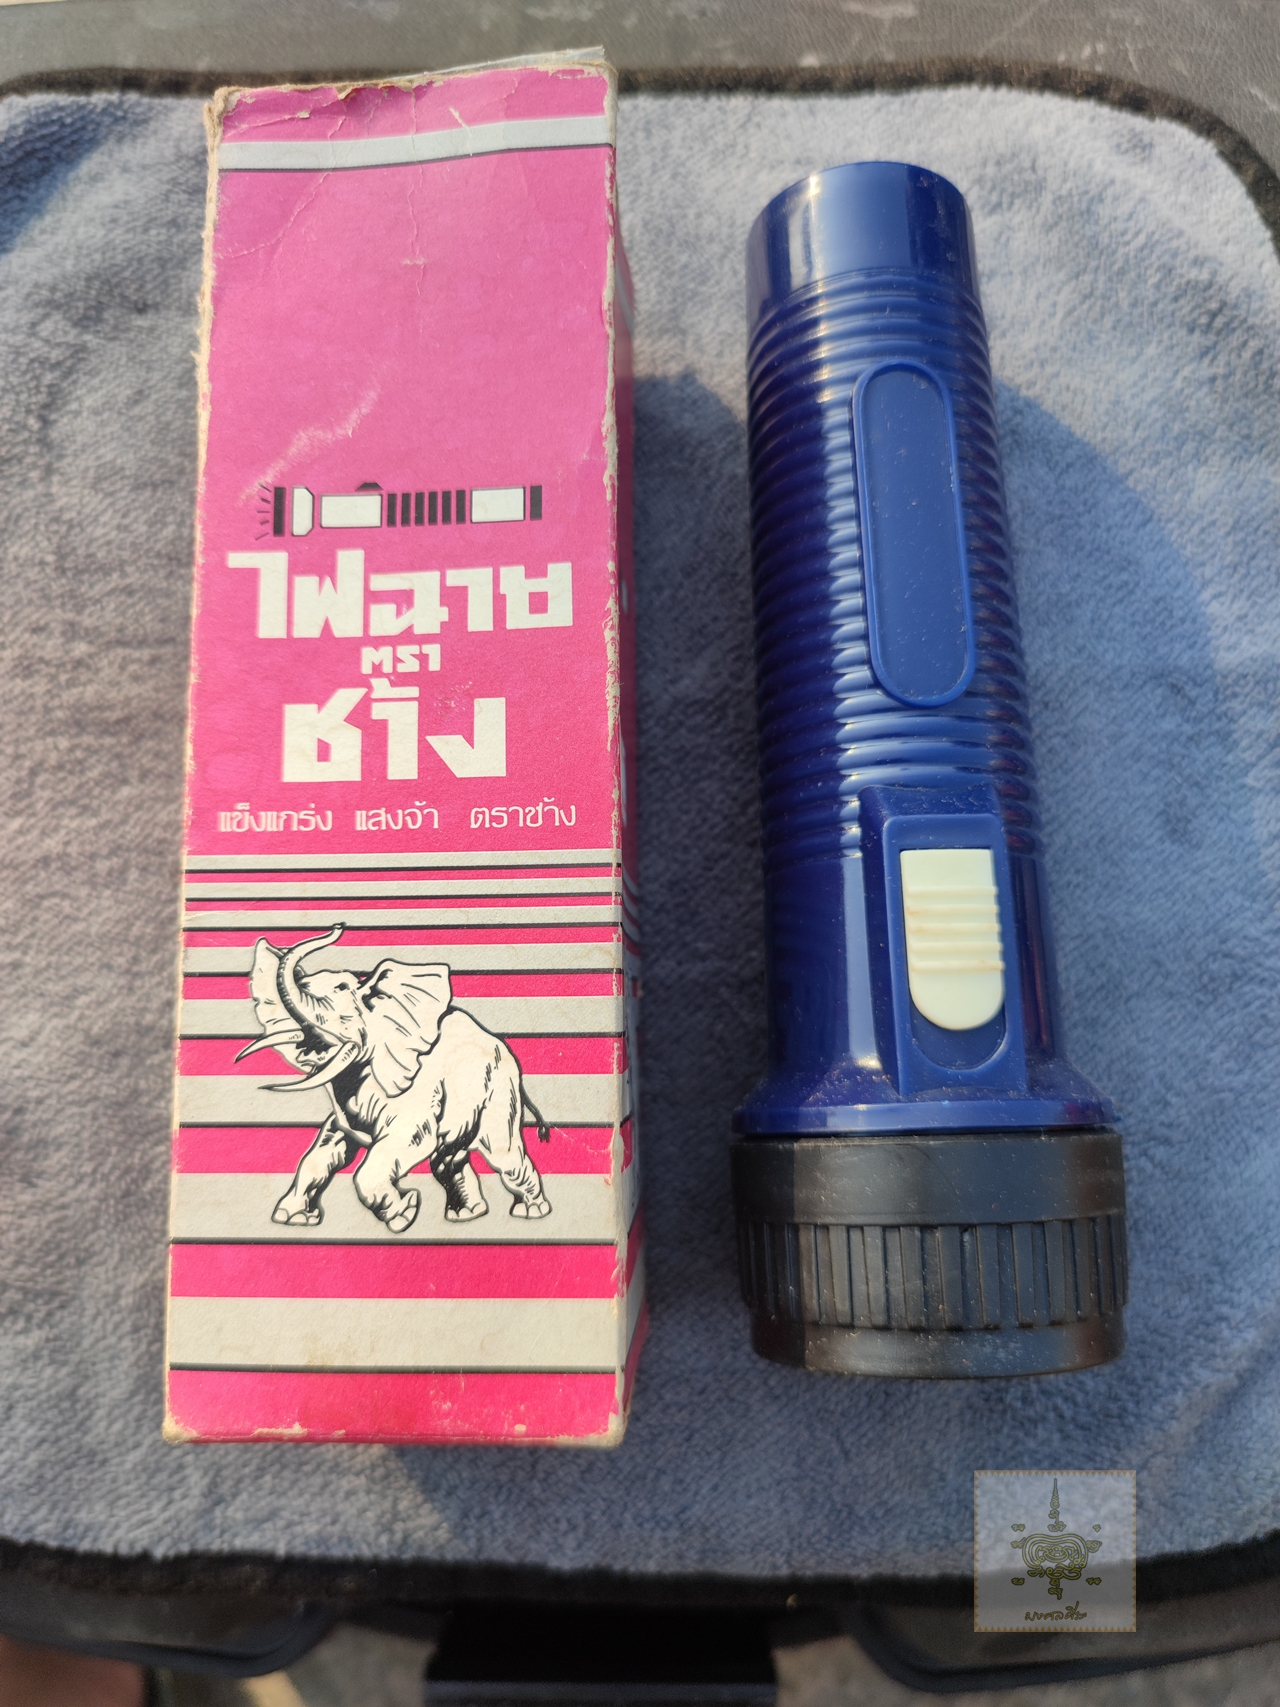 ไฟฉาย
ตรา
ช้าง
แข็งแกร่ง แสงจ้า ตราช้าง